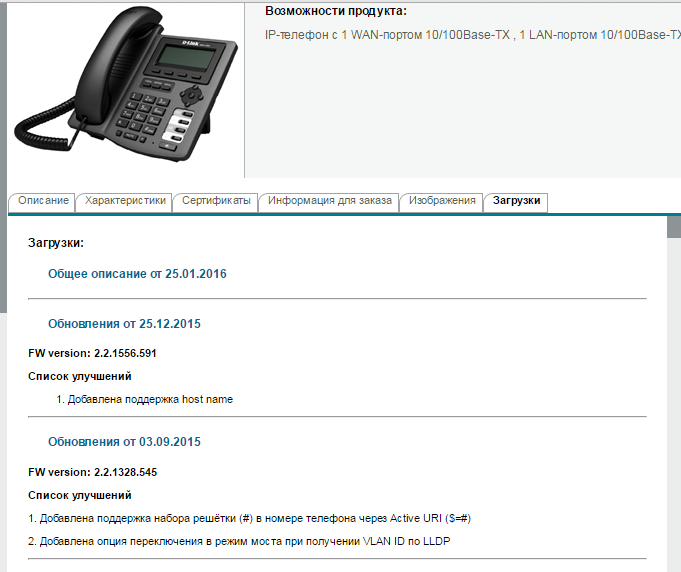 Возможности продукта:
IP-телефон с 1 WAN-портом 10/100Base-TX , 1 LAN-портом 10/100Base-TX
D-Link
Описание
Характеристики
Сертификаты
Информация для заказа
Изображения
Загрузки
Загрузки:
Общее описание от 25.01.2016
Обновления от 25.12.2015
FW version: 2.2.1556.591
Список улучшений
1. Добавлена поддержка host name
Обновления от 03.09.2015
FW version: 2.2.1328.545
Список улучшений
1. Добавлена поддержка набора решётки (#) в номере телефона через Active URI ($=#)
2. Добавлена опция переключения в режим моста при получении VLAN ID по LLDP